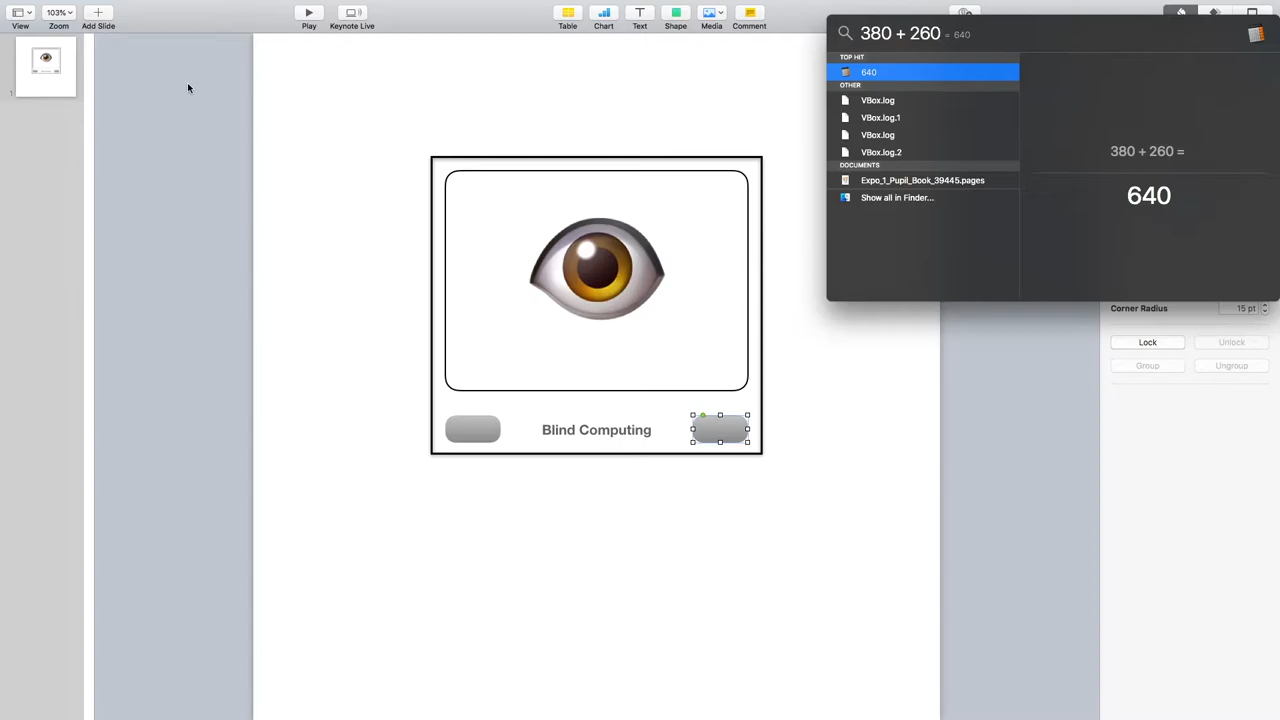 103%
View
Zoom
Add Slide
Play
Keynote Live
Table
Chart
Text
Shape
Media
Comment
380 + 260 = 640
TOP HIT
640
OTHER
VBox.log
VBox.log.1
VBox.log
VBox.log.2
DOCUMENTS
Expo_1_Pupil_Book_39445.pages
Show all in Finder...
380 + 260 =
640
Corner Radius
15 pt
Lock
Unlock
Group
Ungroup
1
Blind Computing